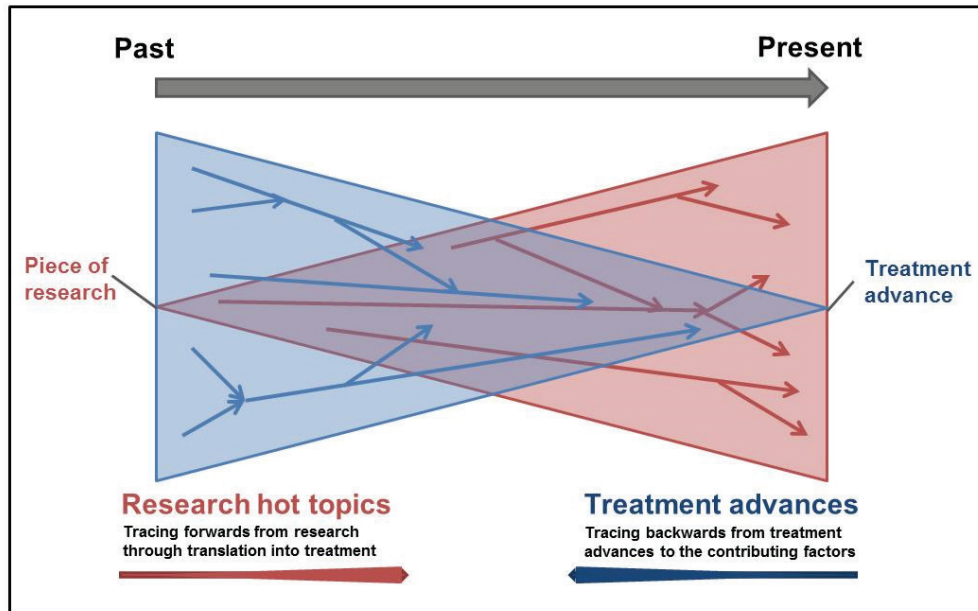 Past
Present
Piece of
research
Treatment
advance
Research hot topics
Tracing forwards from research
through translation into treatment
Treatment advances
Tracing backwards from treatment
advances to the contributing factors